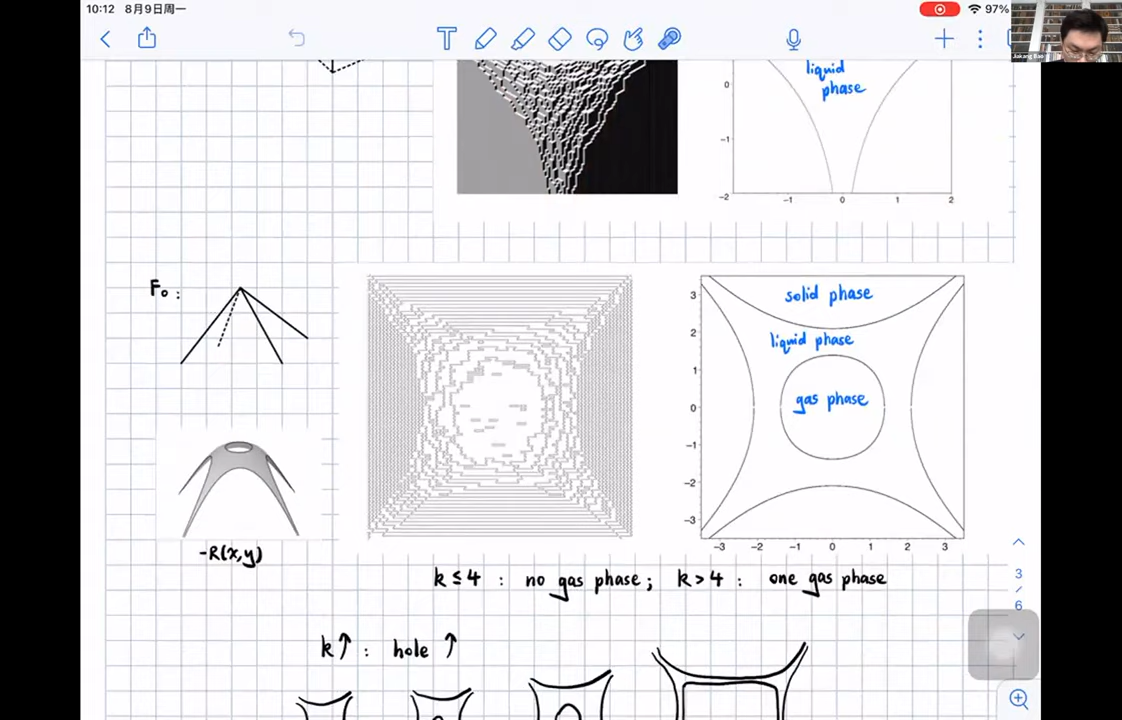 10:12 8月9日周一
97%
Jiakang Bao
liquid
phase
0
-1
-2
-1 0 1 2
F₀ :
solid phase
liquid phase
gas phase
3
2
1
0
-1
-2
-3
-3 -2 -1 0 1 2 3
-R(x,y)
k ≤ 4 : no gas phase ; k > 4 : one gas phase
k↑ : hole ↑
3
/
6